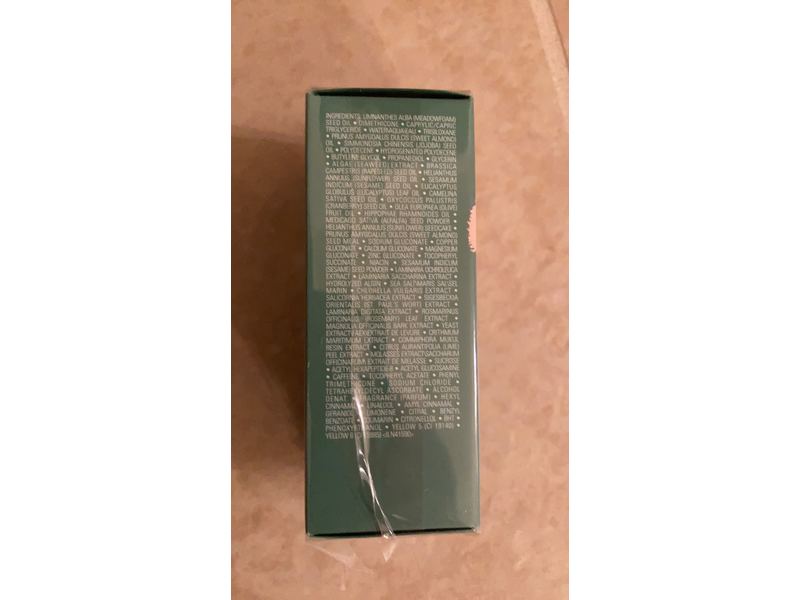 INGREDIENTS: LIMNANTHES ALBA (MEADOWFOAM)
SEED OIL • DIMETHICONE • CAPRYLIC/CAPRIC
TRIGLYCERIDE • WATER\AQUA\EAU • TRISILOXANE
• PRUNUS AMYGDALUS DULCIS (SWEET ALMOND)
OIL • SIMMONDSIA CHINENSIS (JOJOBA) SEED
OIL • POLYDECENE • HYDROGENATED POLYDECENE
• BUTYLENE GLYCOL • PROPANEDIOL • GLYCERIN
• ALGAE (SEAWEED) EXTRACT • BRASSICA
CAMPESTRIS (RAPESEED) SEED OIL • HELIANTHUS
ANNUUS (SUNFLOWER) SEED OIL • SESAMUM
INDICUM (SESAME) SEED OIL • EUCALYPTUS
GLOBULUS (EUCALYPTUS) LEAF OIL • CAMELINA
SATIVA SEED OIL • OXYCOCCUS PALUSTRIS
(CRANBERRY) SEED OIL • OLEA EUROPAEA (OLIVE)
FRUIT OIL • HIPPOPHAE RHAMNOIDES OIL •
MEDICAGO SATIVA (ALFALFA) SEED POWDER •
HELIANTHUS ANNUUS (SUNFLOWER) SEEDCAKE •
PRUNUS AMYGDALUS DULCIS (SWEET ALMOND)
SEED MEAL • SODIUM GLUCONATE • COPPER
GLUCONATE • CALCIUM GLUCONATE • MAGNESIUM
GLUCONATE • ZINC GLUCONATE • TOCOPHERYL
SUCCINATE • NIACIN • SESAMUM INDICUM
(SESAME) SEED POWDER • LAMINARIA OCHROLEUCA
EXTRACT • LAMINARIA SACCHARINA EXTRACT •
HYDROLYZED ALGIN • SEA SALT\MARIS SAL\SEL
MARIN • CHLORELLA VULGARIS EXTRACT •
SALICORNIA HERBACEA EXTRACT • SIGESBECKIA
ORIENTALIS (ST. PAUL'S WORT) EXTRACT •
LAMINARIA DIGITATA EXTRACT • ROSMARINUS
OFFICINALIS (ROSEMARY) LEAF EXTRACT •
MAGNOLIA OFFICINALIS BARK EXTRACT • YEAST
EXTRACT\FAEX\EXTRAIT DE LEVURE • CRITHMUM
MARITIMUM EXTRACT • COMMIPHORA MUKUL
RESIN EXTRACT • CITRUS AURANTIFOLIA (LIME)
PEEL EXTRACT • MOLASSES EXTRACT\SACCHARUM
OFFICINARUM\EXTRAIT DE MELASSE • SUCROSE
• ACETYL HEXAPEPTIDE-8 • ACETYL GLUCOSAMINE
• CAFFEINE • TOCOPHERYL ACETATE • PHENYL
TRIMETHICONE • SODIUM CHLORIDE •
TETRAHEXYLDECYL ASCORBATE • ALCOHOL
DENAT. • FRAGRANCE (PARFUM) • HEXYL
CINNAMAL • LINALOOL • AMYL CINNAMAL •
GERANIOL • LIMONENE • CITRAL • BENZYL
BENZOATE • COUMARIN • CITRONELLOL • BHT •
PHENOXYETHANOL • YELLOW 5 (CI 19140) •
YELLOW 6 (CI 15985) <ILN41590>